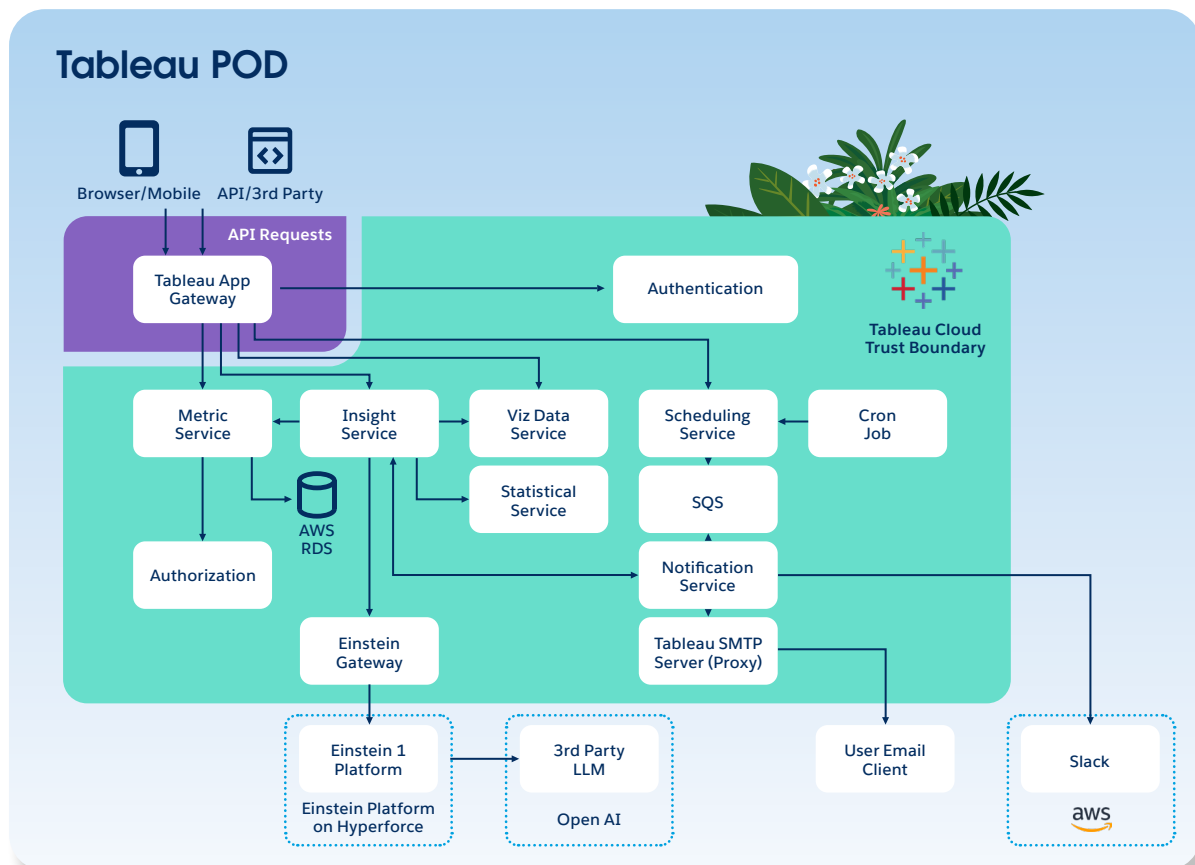 Tableau POD
Browser/Mobile
API/3rd Party
API Requests
Tableau App
Gateway
Authentication
Tableau Cloud
Trust Boundary
Metric
Service
Insight
Service
Viz Data
Service
Scheduling
Service
Cron
Job
Statistical
Service
SQS
AWS
RDS
Authorization
Notification
Service
Einstein
Gateway
Tableau SMTP
Server (Proxy)
Einstein 1
Platform
3rd Party
LLM
User Email
Client
Slack
Einstein Platform
on Hyperforce
Open AI
aws